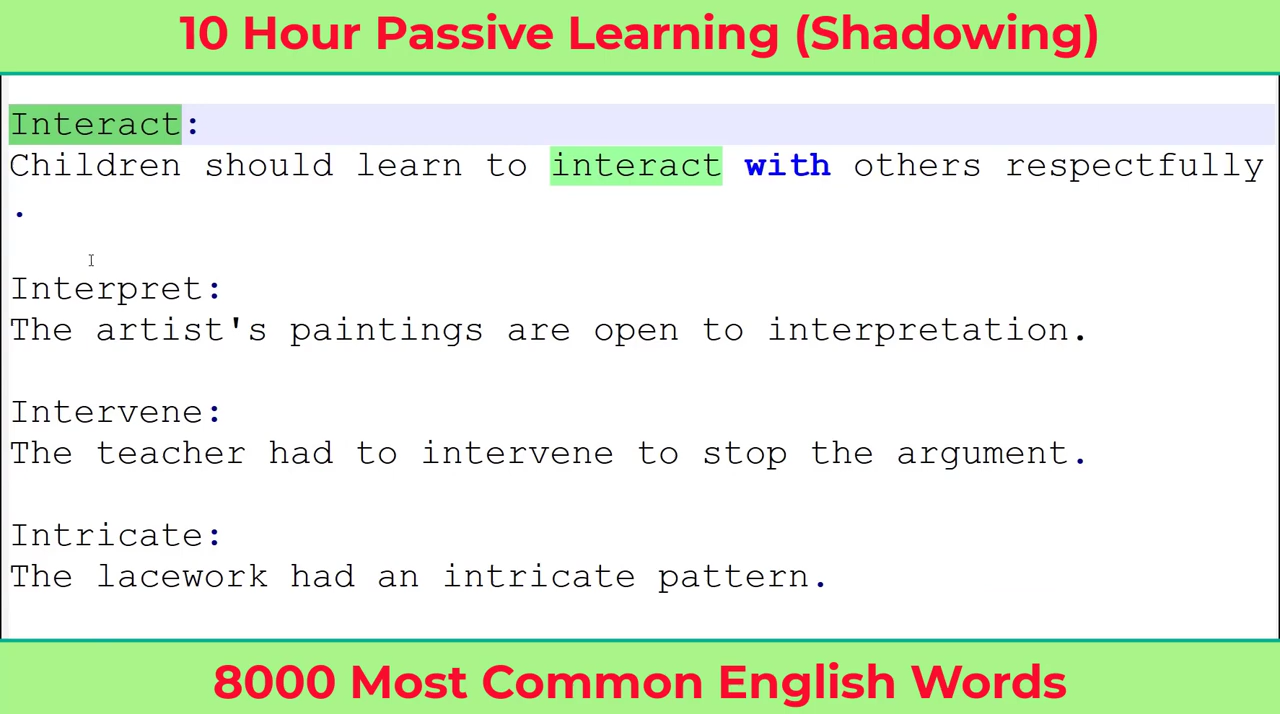 10 Hour Passive Learning (Shadowing)
Interact:
Children should learn to interact with others respectfully
.
Interpret:
The artist's paintings are open to interpretation.
Intervene:
The teacher had to intervene to stop the argument.
Intricate:
The lacework had an intricate pattern.
8000 Most Common English Words